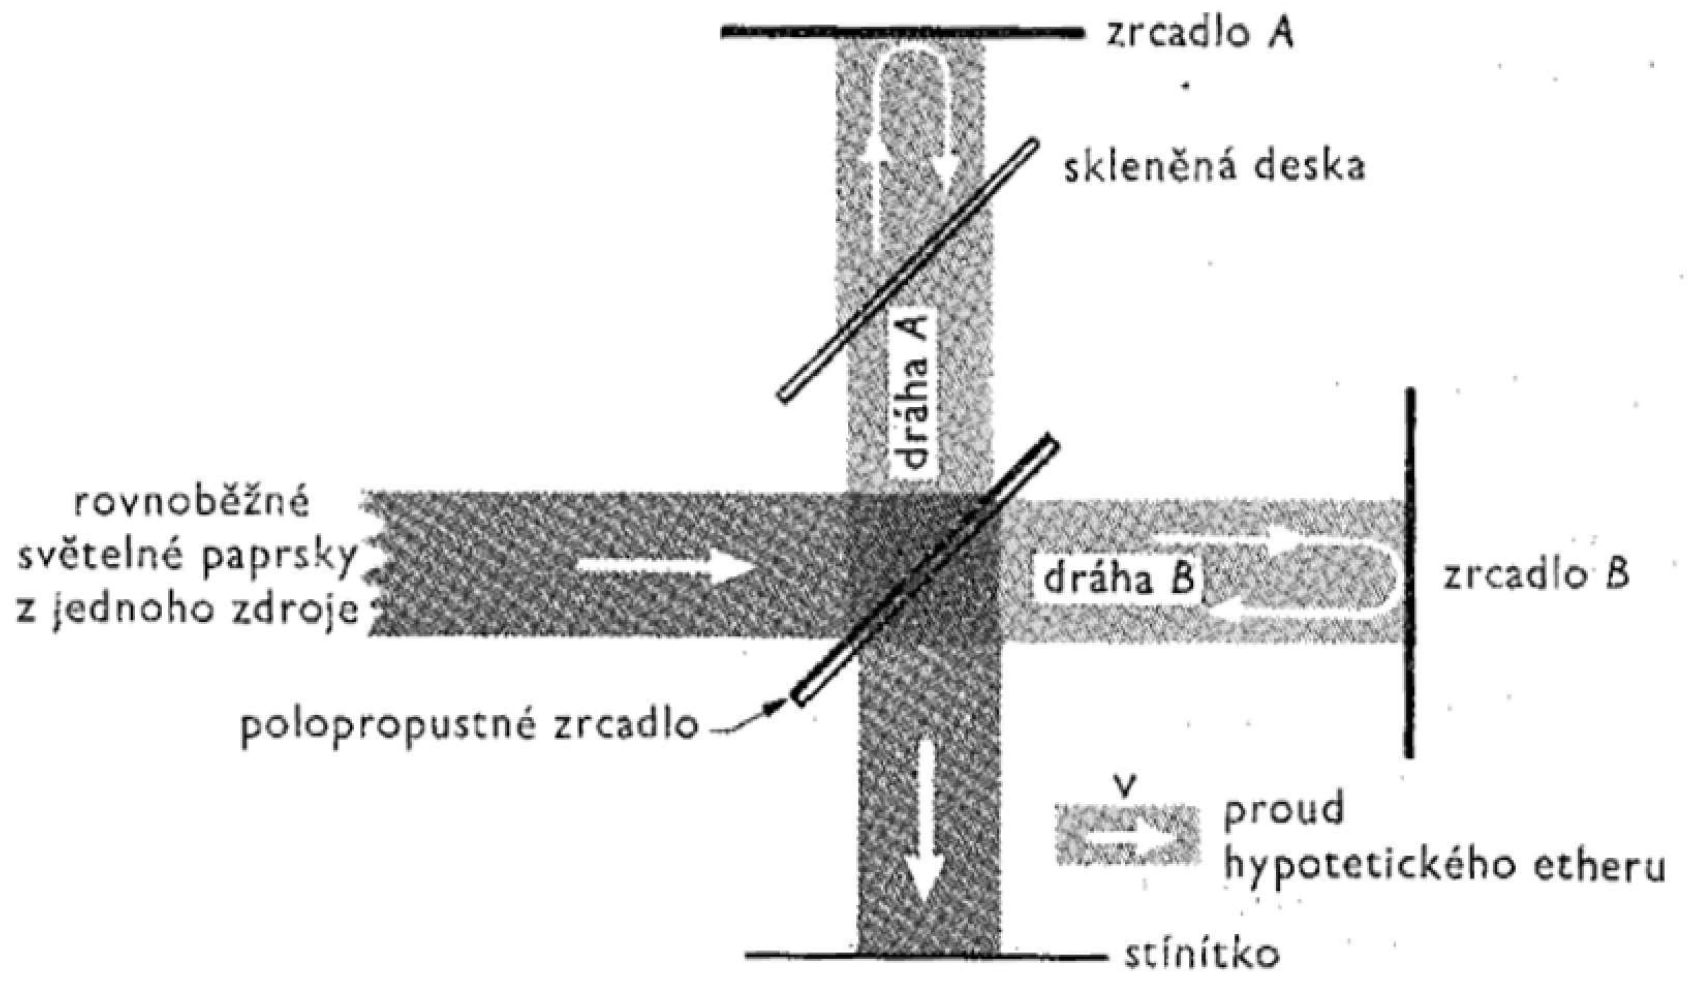 zrcadlo A
skleněná deska
dráha A
rovnoběžné
světelné paprsky
z jednoho zdroje
dráha B
zrcadlo B
polopropustné zrcadlo
v
proud
hypotetického etheru
stínítko